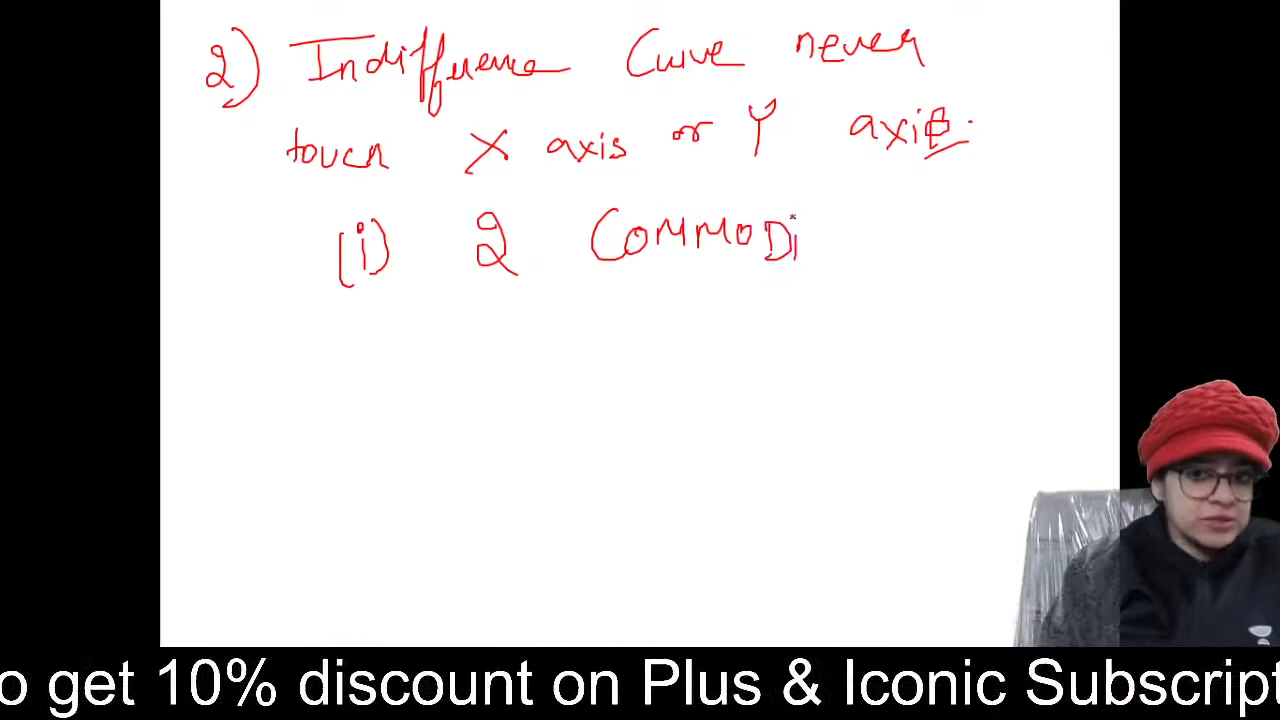 2) Indifference Curve never
touch X axis or Y axis.
(i) 2 COMMODi
o get 10% discount on Plus & Iconic Subscript